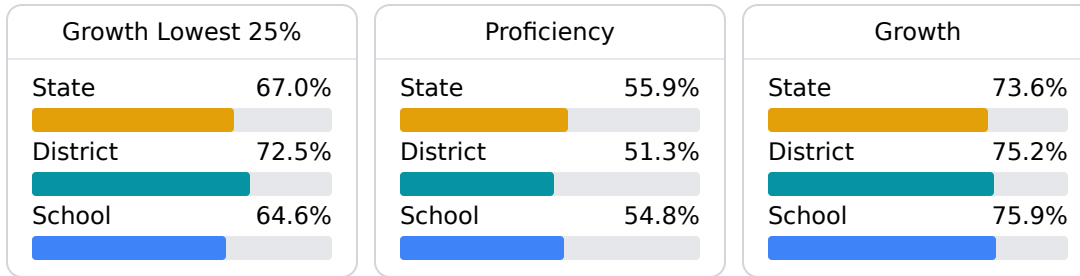 Growth Lowest 25%
State 67.0%
District 72.5%
School 64.6%
Proficiency
State 55.9%
District 51.3%
School 54.8%
Growth
State 73.6%
District 75.2%
School 75.9%